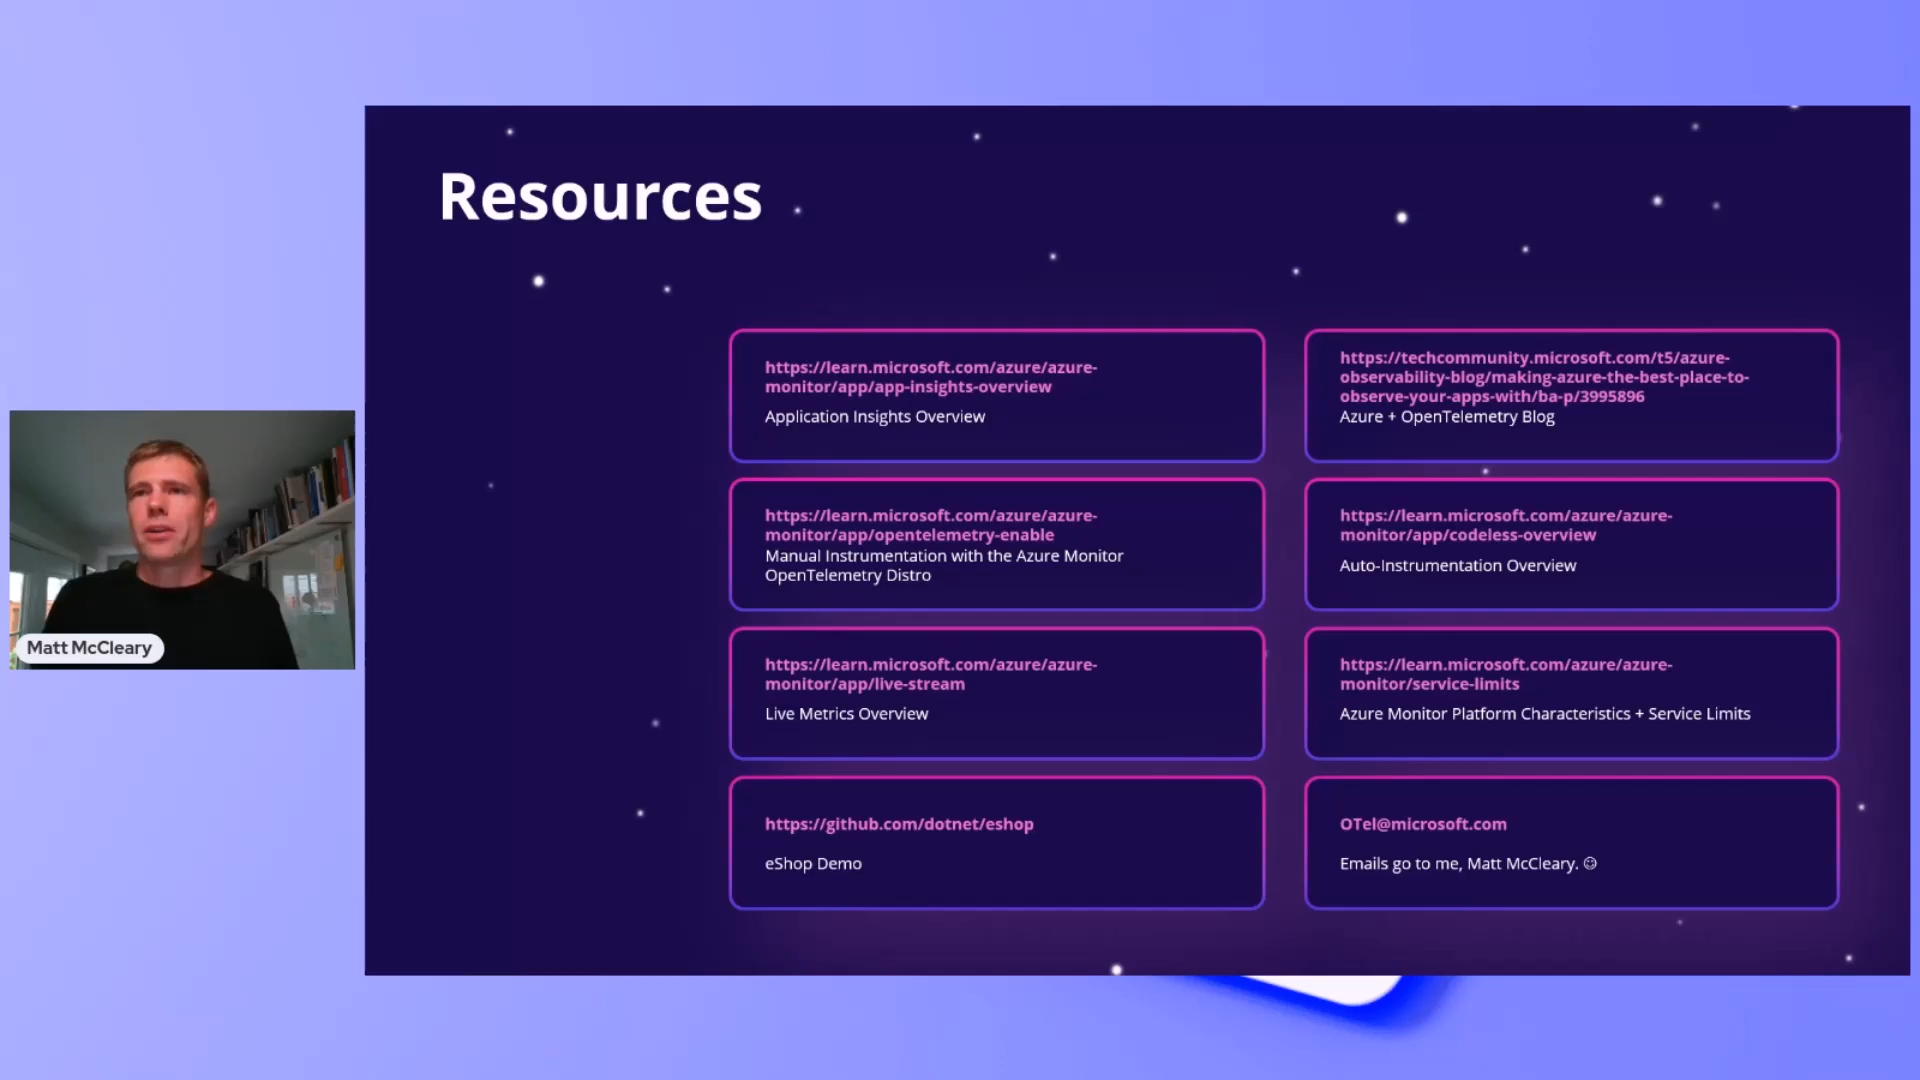 Resources
https://learn.microsoft.com/azure/azure-
monitor/app/app-insights-overview
Application Insights Overview
https://techcommunity.microsoft.com/t5/azure-
observability-blog/making-azure-the-best-place-to-
observe-your-apps-with/ba-p/3995896
Azure + OpenTelemetry Blog
https://learn.microsoft.com/azure/azure-
monitor/app/opentelemetry-enable
Manual Instrumentation with the Azure Monitor
OpenTelemetry Distro
https://learn.microsoft.com/azure/azure-
monitor/app/codeless-overview
Auto-Instrumentation Overview
https://learn.microsoft.com/azure/azure-
monitor/app/live-stream
Live Metrics Overview
https://learn.microsoft.com/azure/azure-
monitor/service-limits
Azure Monitor Platform Characteristics + Service Limits
https://github.com/dotnet/eshop
eShop Demo
OTel@microsoft.com
Emails go to me, Matt McCleary. ☺
Matt McCleary